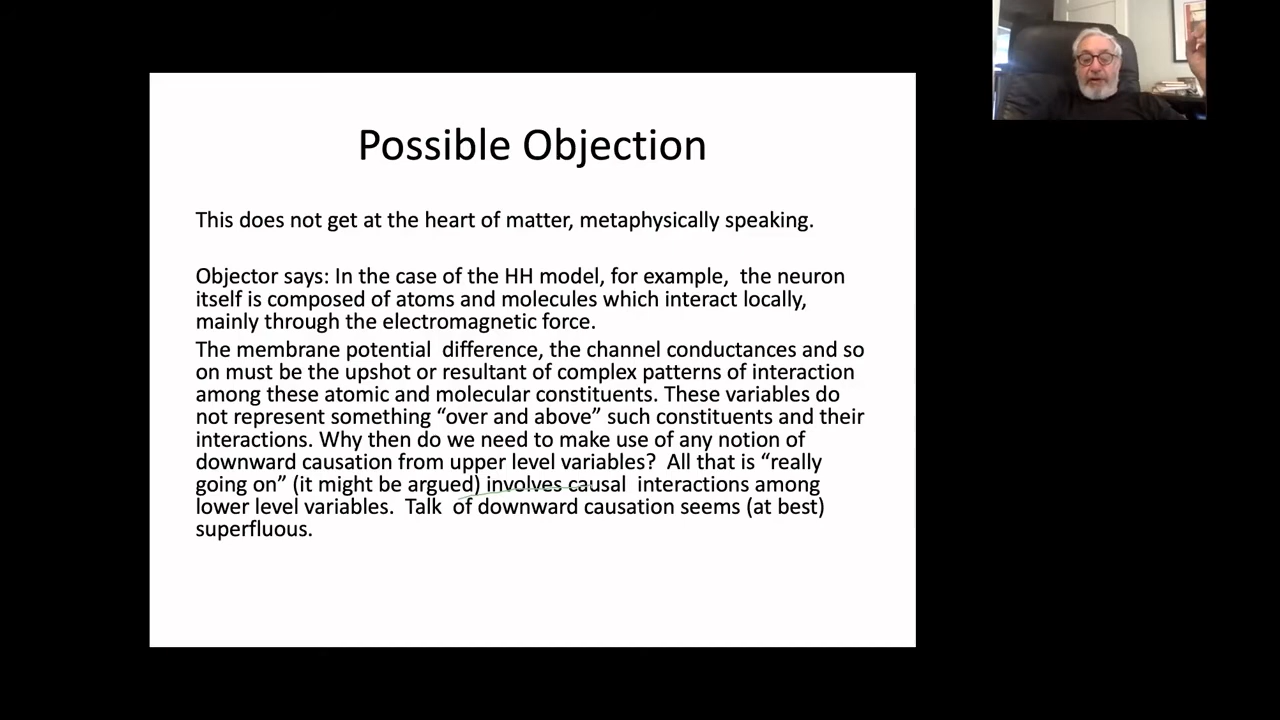 Possible Objection
This does not get at the heart of matter, metaphysically speaking.
Objector says: In the case of the HH model, for example, the neuron
itself is composed of atoms and molecules which interact locally,
mainly through the electromagnetic force.
The membrane potential difference, the channel conductances and so
on must be the upshot or resultant of complex patterns of interaction
among these atomic and molecular constituents. These variables do
not represent something “over and above” such constituents and their
interactions. Why then do we need to make use of any notion of
downward causation from upper level variables? All that is “really
going on” (it might be argued) involves causal interactions among
lower level variables. Talk of downward causation seems (at best)
superfluous.